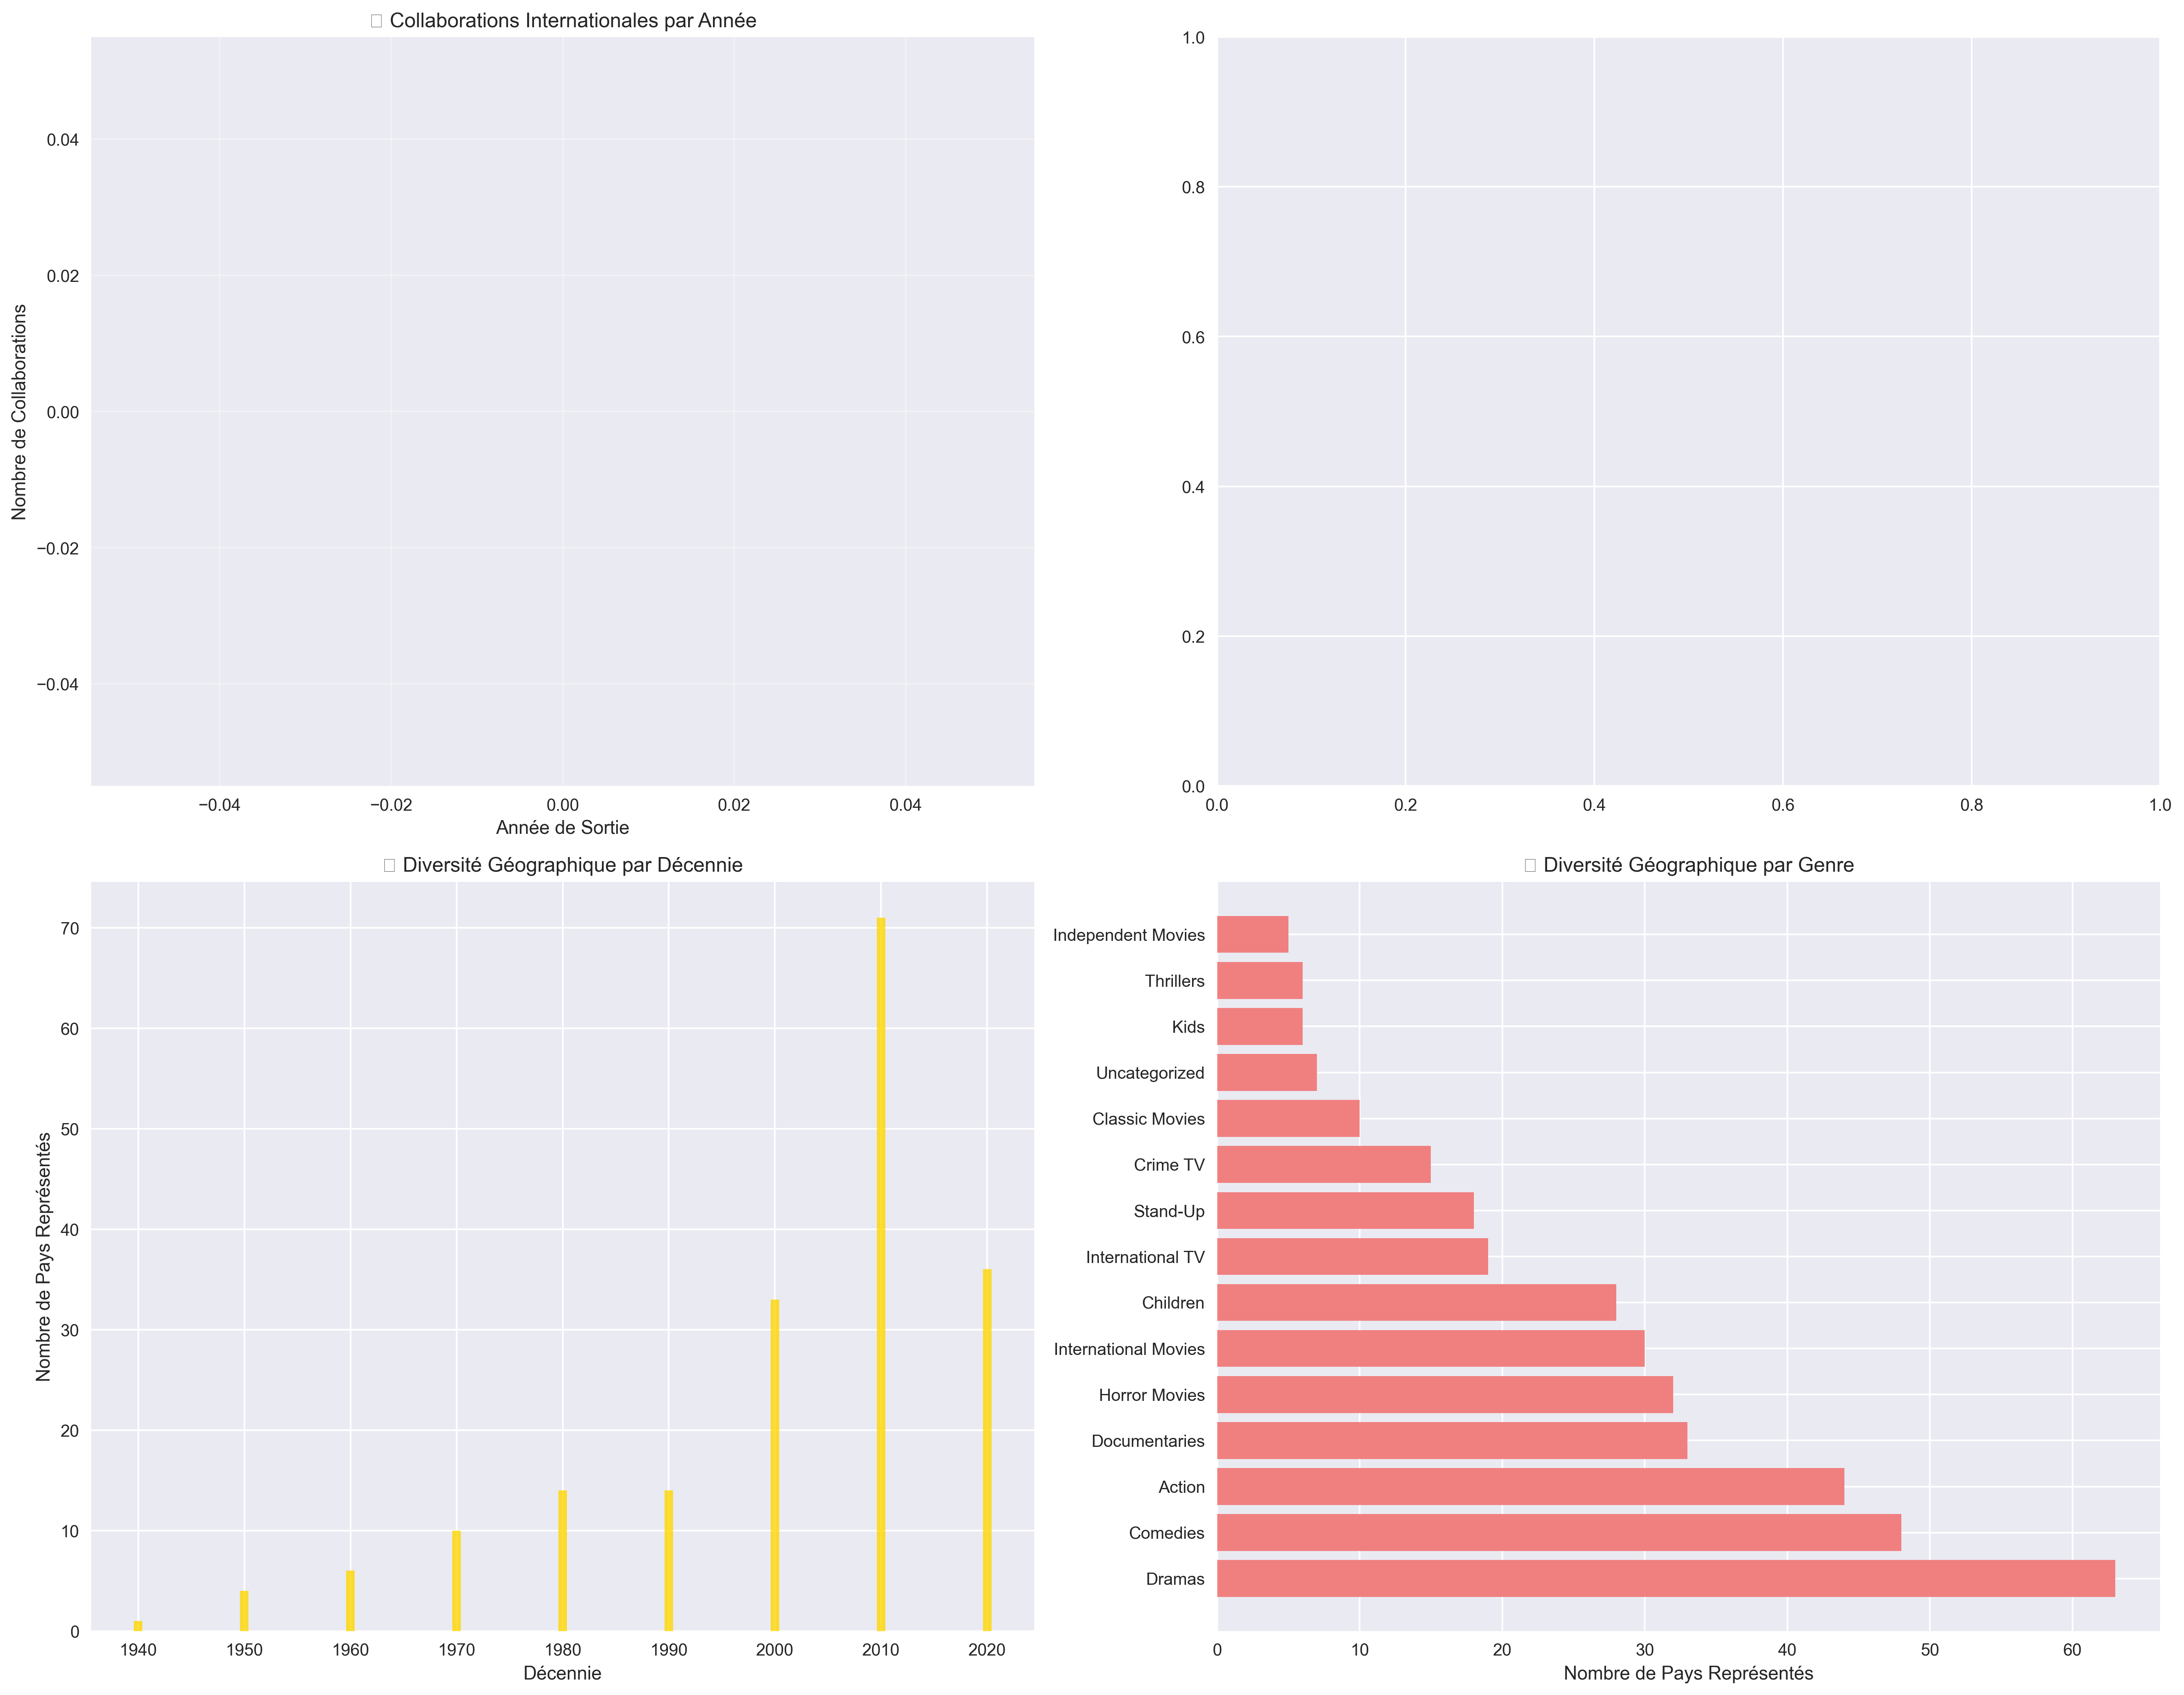 Collaborations Internationales par Année
Nombre de Collaborations
0.04
0.02
0.00
−0.02
−0.04
−0.04 −0.02 0.00 0.02 0.04
Année de Sortie
1.0
0.8
0.6
0.4
0.2
0.0
0.0 0.2 0.4 0.6 0.8 1.0
Diversité Géographique par Décennie
Nombre de Pays Représentés
70
60
50
40
30
20
10
0
1940 1950 1960 1970 1980 1990 2000 2010 2020
Décennie
Diversité Géographique par Genre
Independent Movies
Thrillers
Kids
Uncategorized
Classic Movies
Crime TV
Stand-Up
International TV
Children
International Movies
Horror Movies
Documentaries
Action
Comedies
Dramas
0 10 20 30 40 50 60
Nombre de Pays Représentés